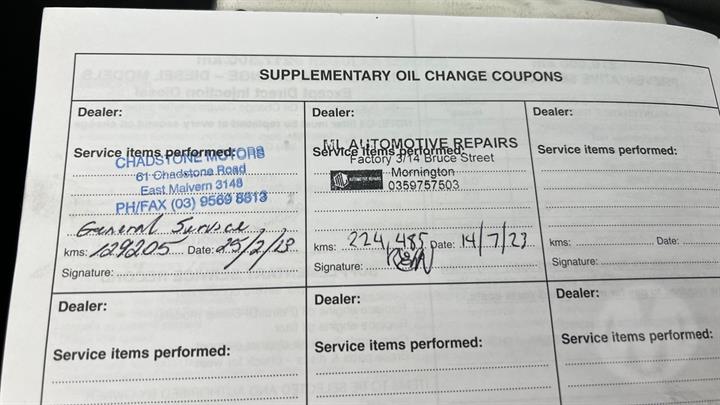 SUPPLEMENTARY OIL CHANGE COUPONS
Dealer:
Service items performed:
CHADSTONE MOTORS
61 Chadstone Road
East Malvern 3148
PH/FAX (03) 9569 8813
General Service
kms: 129205 Date: 25/2/13
Signature:
Dealer:
Service items performed:
ML AUTOMOTIVE REPAIRS
Factory 3/14 Bruce Street
Mornington
0359757503
kms: 224,485 Date: 14/7/23
Signature:
Dealer:
Service items performed:
kms: Date:
Signature:
Dealer:
Service items performed:
Dealer:
Service items performed:
Dealer:
Service items performed: